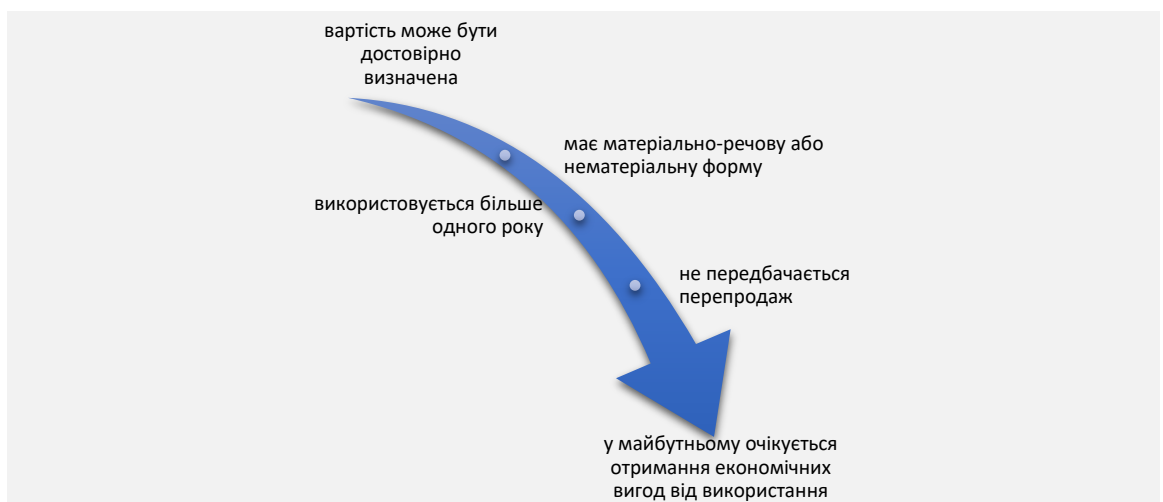 вартість може бути
достовірно
визначена
має матеріально-речову або
нематеріальну форму
використовується більше
одного року
не передбачається
перепродаж
у майбутньому очікується
отримання економічних
вигод від використання